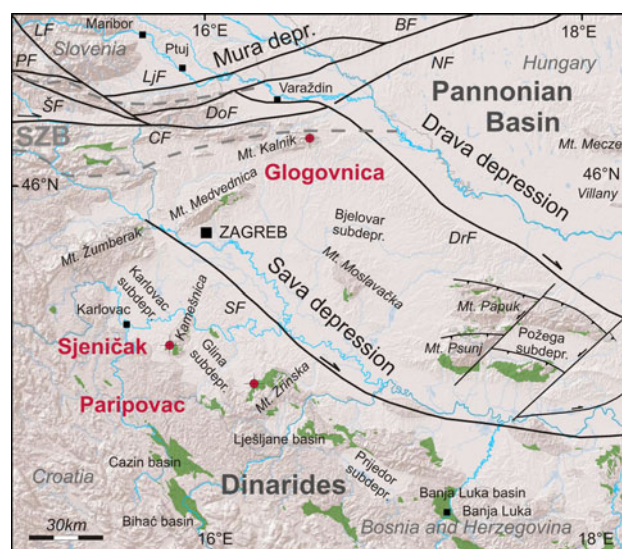 LF
Maribor
16°E
BF
18°E
Slovenia
Ptuj
Mura depr.
PF
LjF
NF
Hungary
Varaždin
ŠF
DoF
Pannonian
Basin
SZB
CF
Mt. Kalnik
Drava depression
Mt. Mecze
46°N
46°N
Glogovnica
Villany
Mt. Medvednica
Bjelovar
subdepr.
ZAGREB
DrF
Mt. Žumberak
Mt. Moslavačka
Sava depression
Karlovac
subdepr.
Mt. Papuk
Karlovac
Kamešnica
SF
Požega
subdepr.
Sjeničak
Glina
subdepr.
Mt. Psunj
Paripovac
Mt. Zrinska
Lješljane basin
Cazin basin
Prijedor
subdepr.
Croatia
Dinarides
Banja Luka basin
Banja Luka
Bihać basin
Bosnia and Herzegovina
30km
16°E
18°E